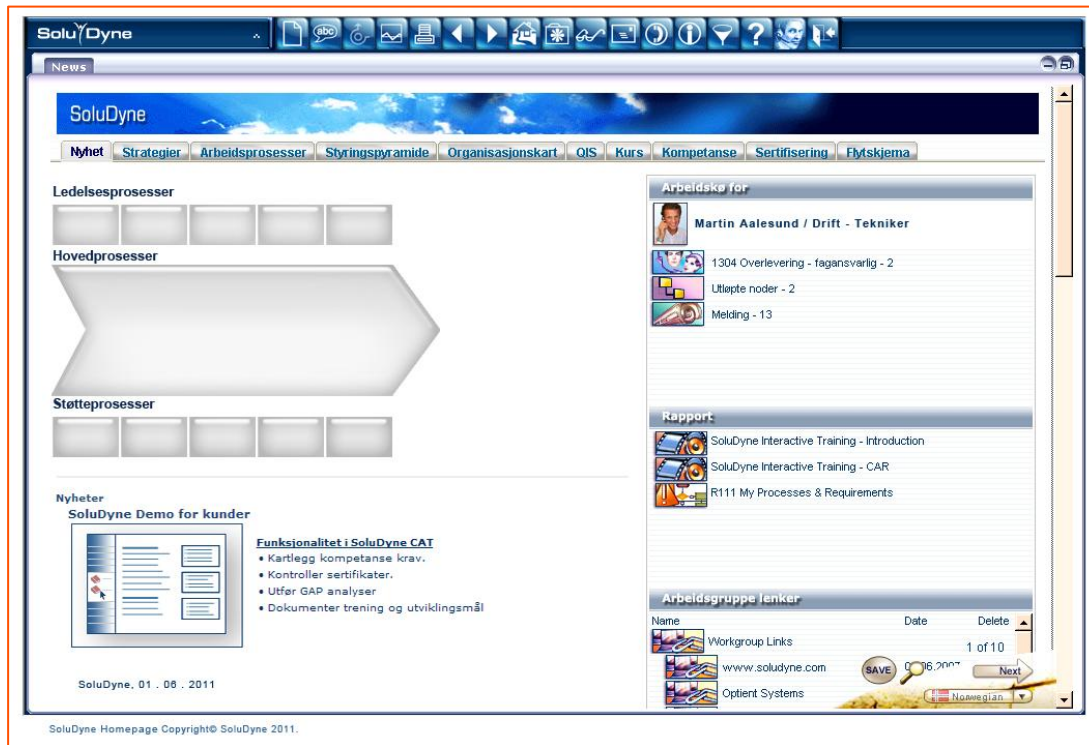 SoluDyne
abc
News
SoluDyne
Nyhet Strategier Arbeidsprosesser Styringspyramide Organisasjonskart QIS Kurs Kompetanse Sertifisering Flytskjema
Ledelsesprosesser
Hovedprosesser
Støtteprosesser
Nyheter
SoluDyne Demo for kunder
Funksjonalitet i SoluDyne CAT
• Kartlegg kompetanse krav.
• Kontroller sertifikater.
• Utfør GAP analyser
• Dokumenter trening og utviklingsmål
SoluDyne, 01 . 06 . 2011
Arbeidskø for
Martin Aalesund / Drift - Tekniker
1304 Overlevering - fagansvarlig - 2
Utløpte noder - 2
Melding - 13
Rapport
SoluDyne Interactive Training - Introduction
SoluDyne Interactive Training - CAR
R111 My Processes & Requirements
Arbeidsgruppe lenker
Name Date Delete
Workgroup Links 1 of 10
www.soludyne.com SAVE Next
Optient Systems Norwegian
SoluDyne Homepage Copyright© SoluDyne 2011.